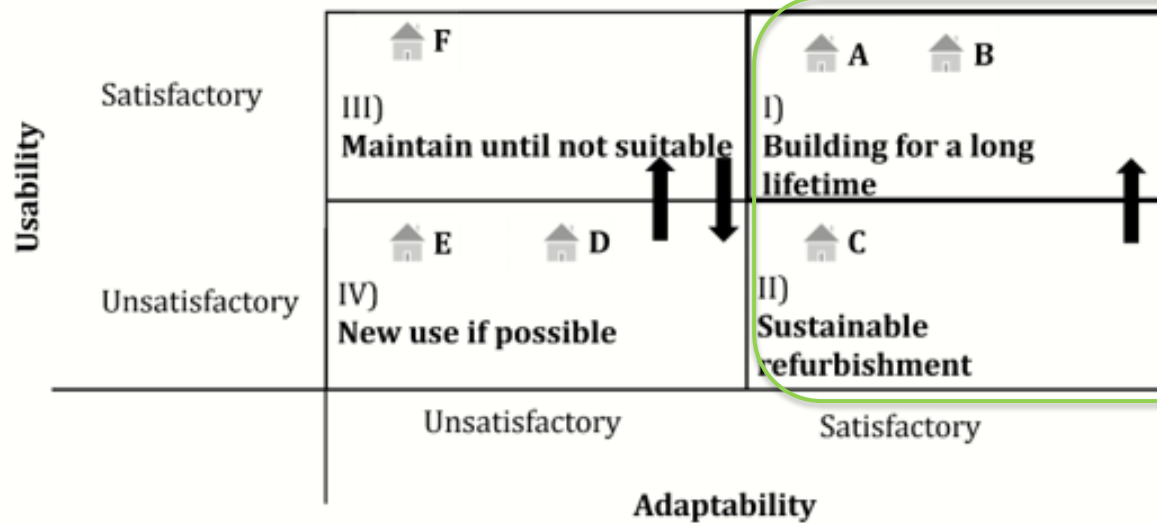 F
A
B
Satisfactory
III)
Maintain until not suitable
I)
Building for a long
lifetime
Usability
E
D
C
Unsatisfactory
IV)
New use if possible
II)
Sustainable
refurbishment
Unsatisfactory
Satisfactory
Adaptability